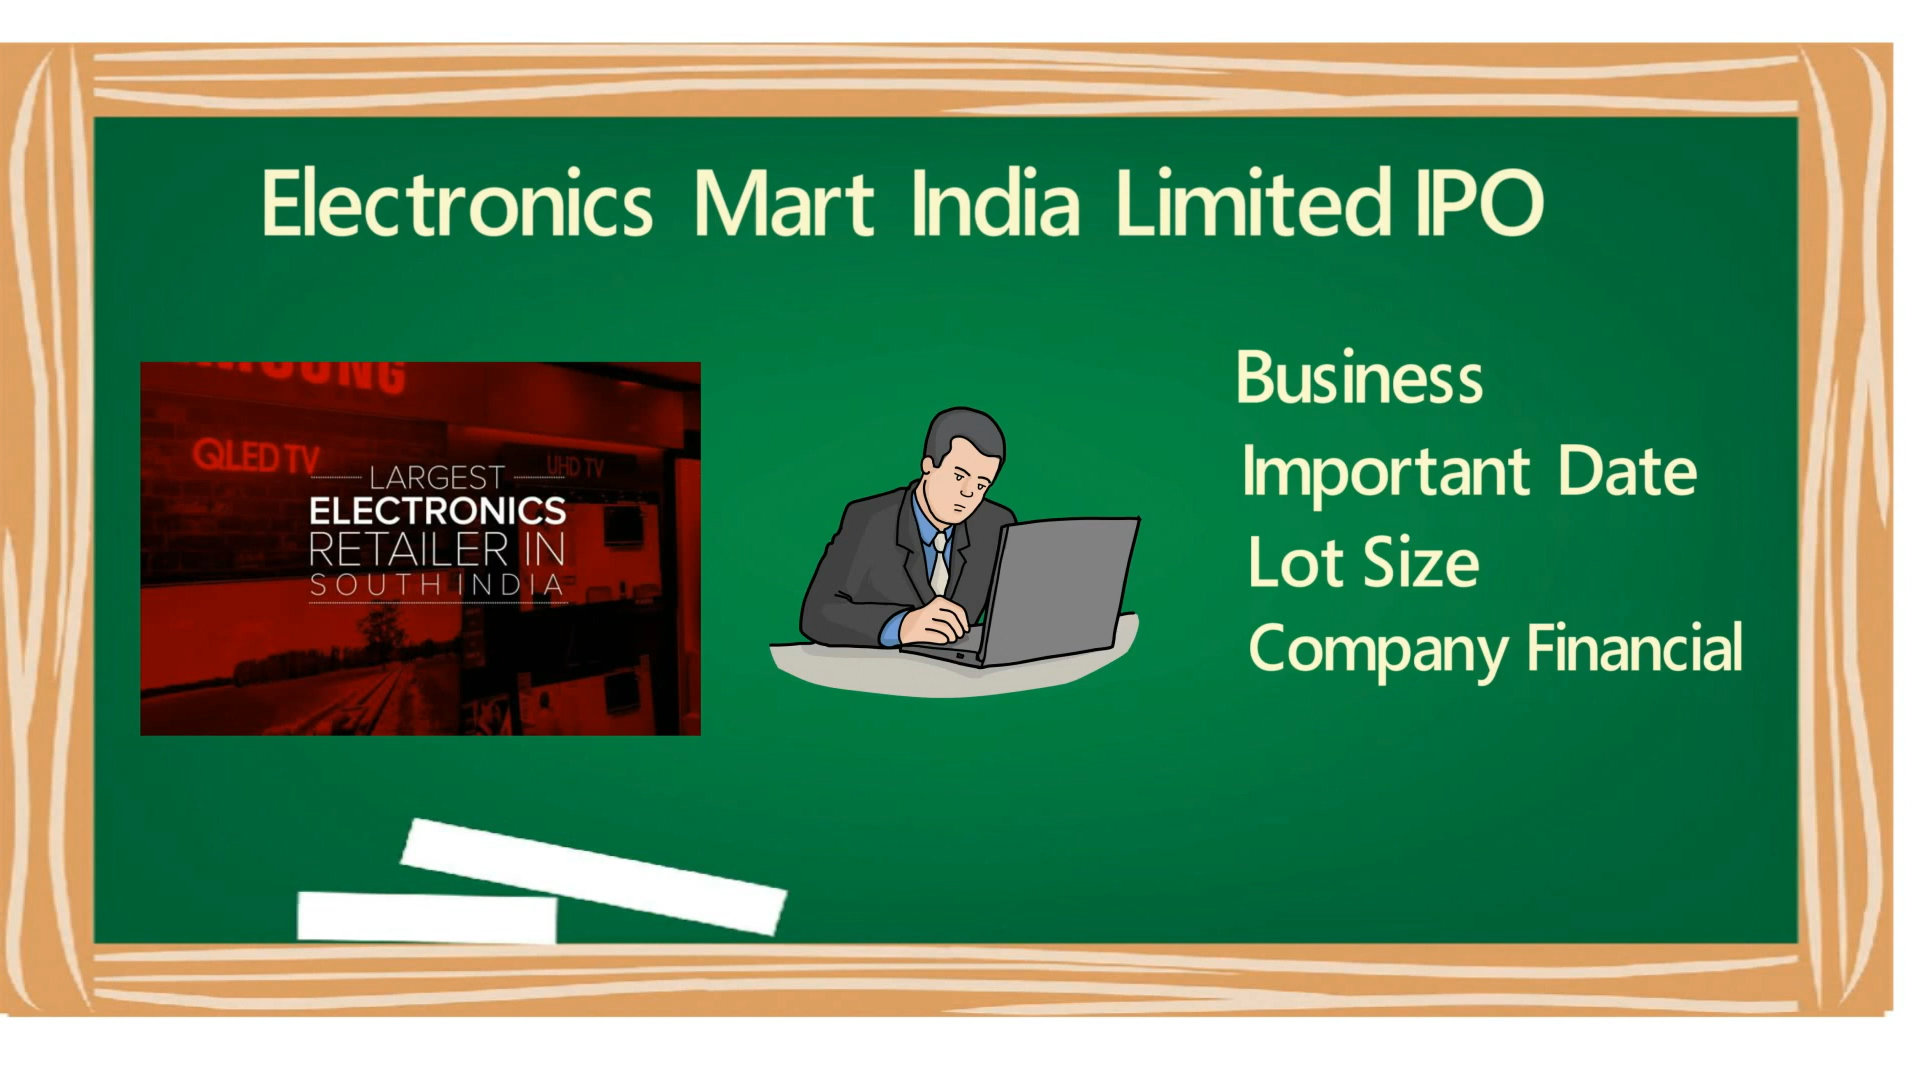 Electronics Mart India Limited IPO
QLED TV
UHD TV
LARGEST
ELECTRONICS
RETAILER IN
SOUTH INDIA
Business
Important Date
Lot Size
Company Financial